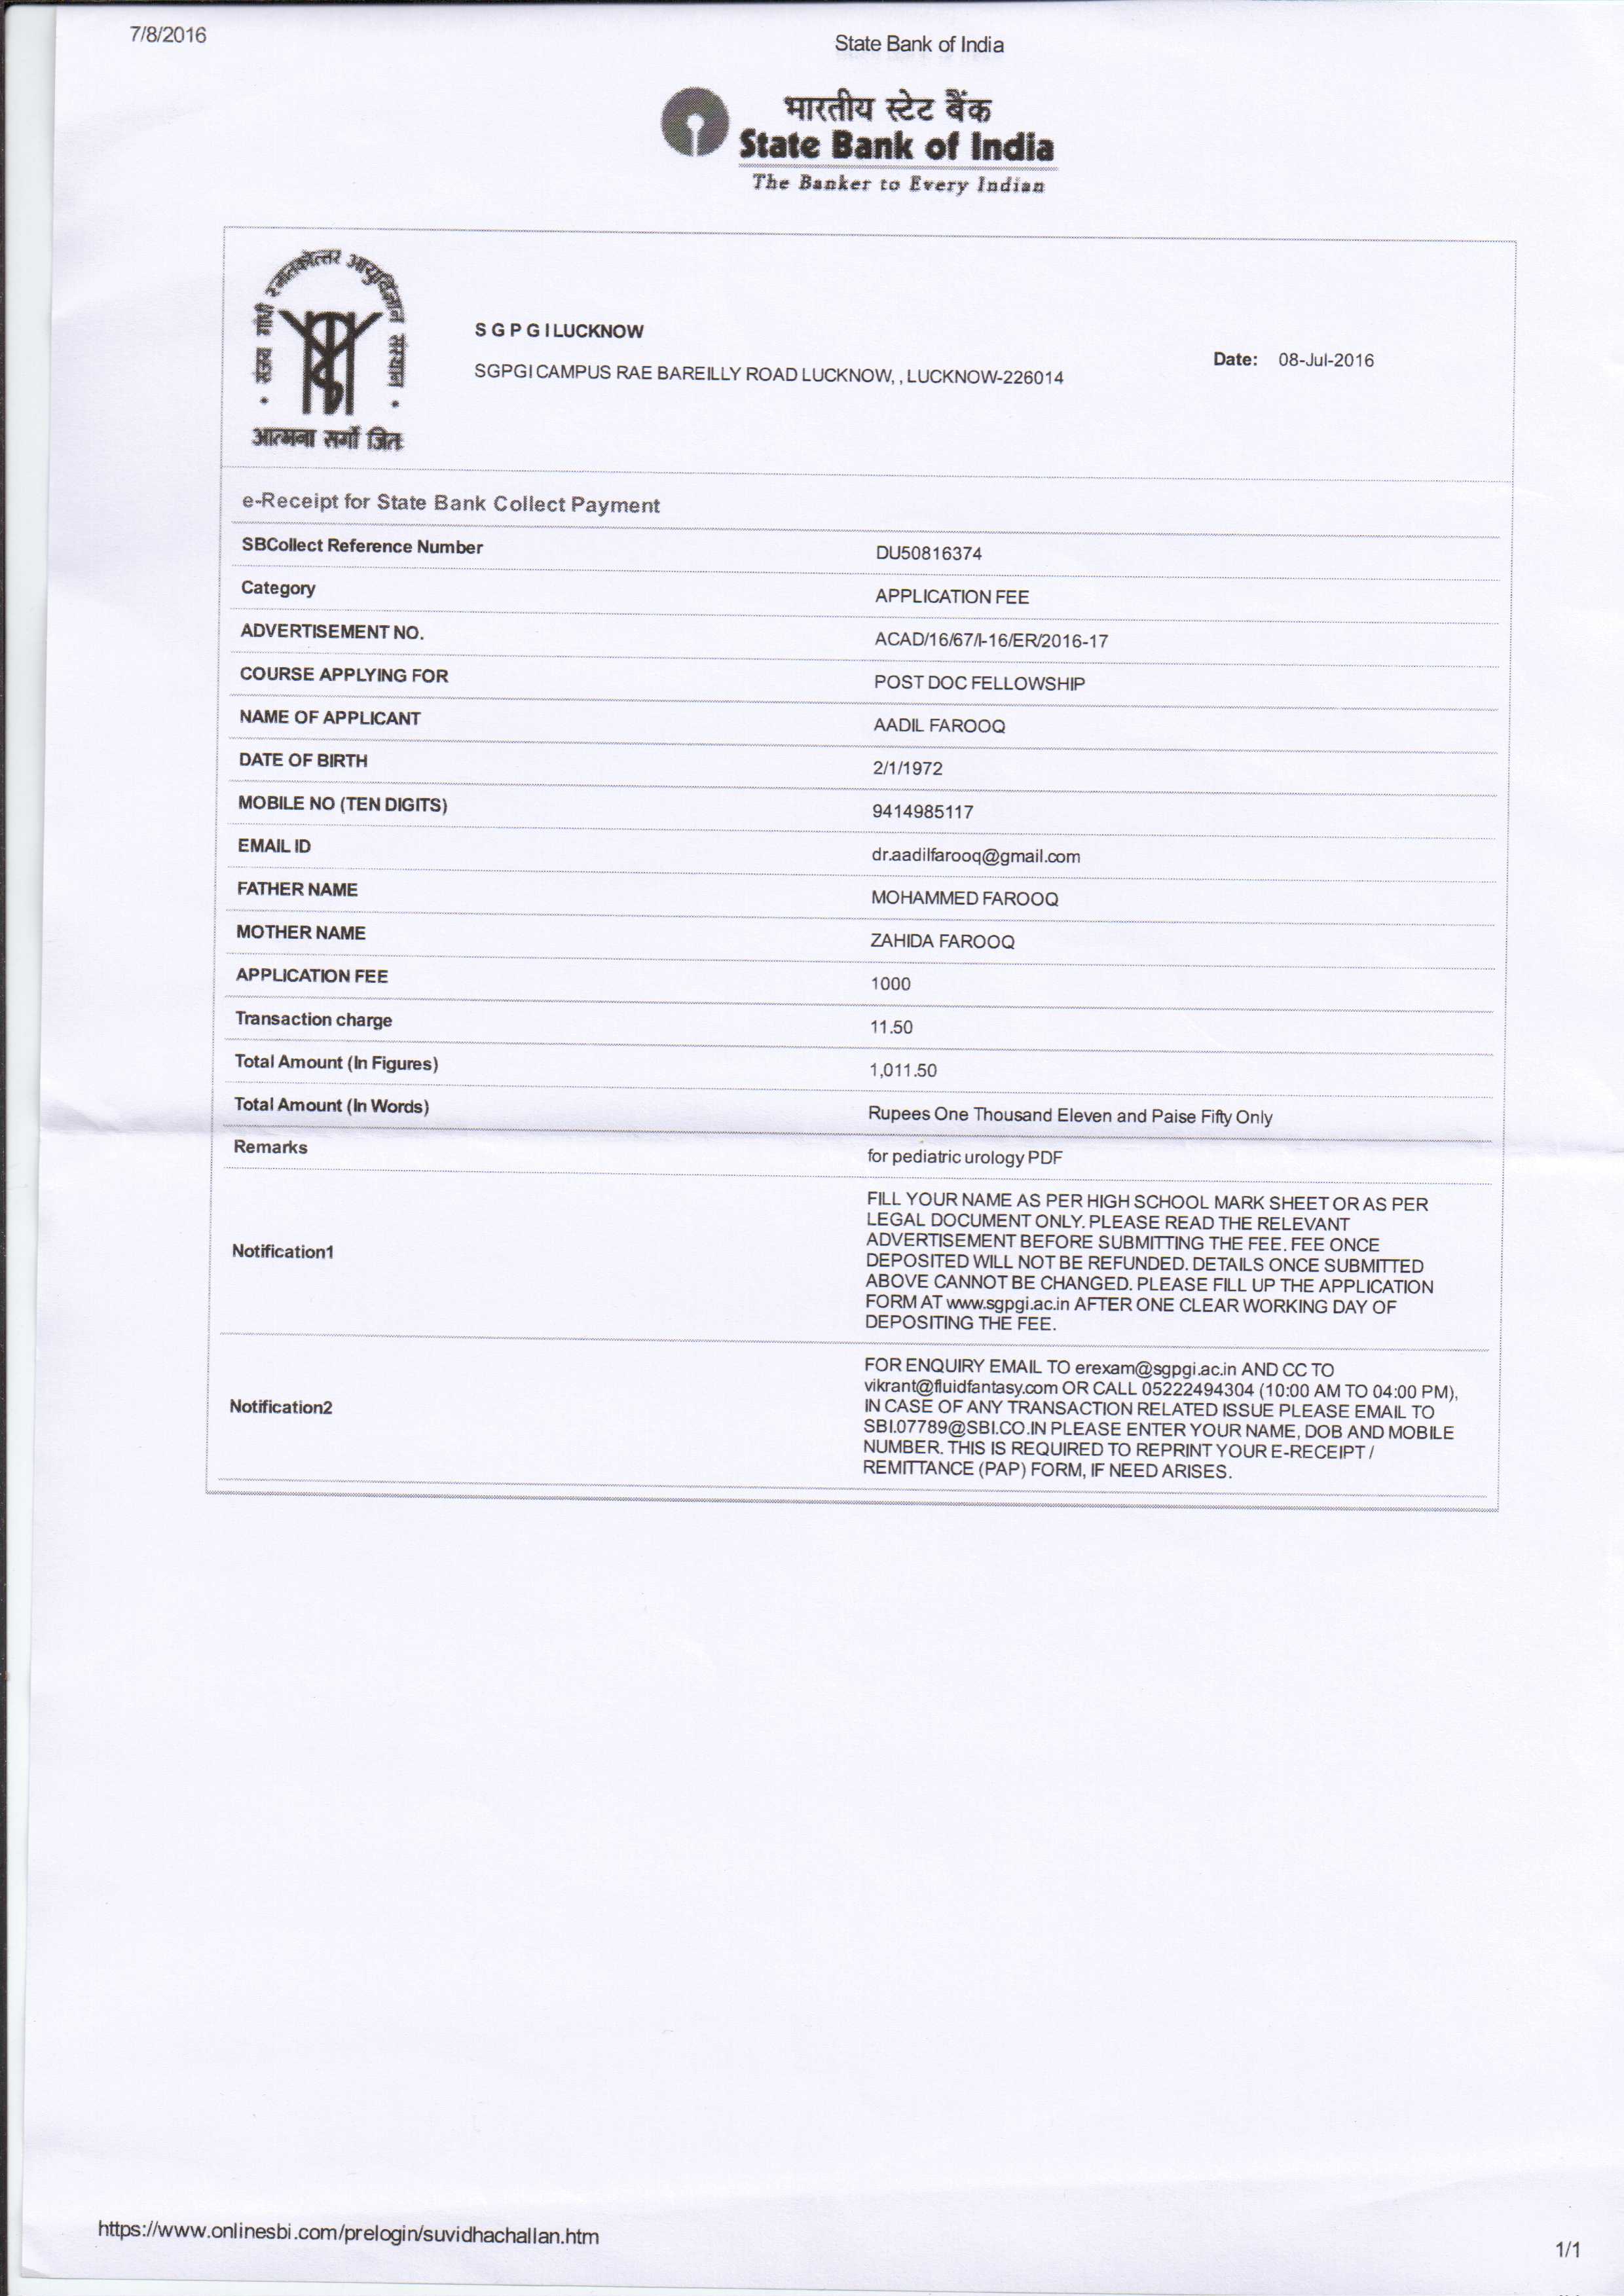 7/8/2016
State Bank of India
भारतीय स्टेट बैंक
State Bank of India
The Banker to Every Indian
संजय गांधी स्नातकोत्तर आयुर्विज्ञान संस्थान
S G P G I LUCKNOW
SGPGI CAMPUS RAE BAREILLY ROAD LUCKNOW, , LUCKNOW-226014
Date: 08-Jul-2016
e-Receipt for State Bank Collect Payment
SBCollect Reference Number DU50816374
Category APPLICATION FEE
ADVERTISEMENT NO. ACAD/16/67/I-16/ER/2016-17
COURSE APPLYING FOR POST DOC FELLOWSHIP
NAME OF APPLICANT AADIL FAROOQ
DATE OF BIRTH 2/1/1972
MOBILE NO (TEN DIGITS) 9414985117
EMAIL ID dr.aadilfarooq@gmail.com
FATHER NAME MOHAMMED FAROOQ
MOTHER NAME ZAHIDA FAROOQ
APPLICATION FEE 1000
Transaction charge 11.50
Total Amount (In Figures) 1,011.50
Total Amount (In Words) Rupees One Thousand Eleven and Paise Fifty Only
Remarks for pediatric urology PDF
Notification1
FILL YOUR NAME AS PER HIGH SCHOOL MARK SHEET OR AS PER
LEGAL DOCUMENT ONLY. PLEASE READ THE RELEVANT
ADVERTISEMENT BEFORE SUBMITTING THE FEE. FEE ONCE
DEPOSITED WILL NOT BE REFUNDED. DETAILS ONCE SUBMITTED
ABOVE CANNOT BE CHANGED. PLEASE FILL UP THE APPLICATION
FORM AT www.sgpgi.ac.in AFTER ONE CLEAR WORKING DAY OF
DEPOSITING THE FEE.
Notification2
FOR ENQUIRY EMAIL TO erexam@sgpgi.ac.in AND CC TO
vikrant@fluidfantasy.com OR CALL 05222494304 (10:00 AM TO 04:00 PM),
IN CASE OF ANY TRANSACTION RELATED ISSUE PLEASE EMAIL TO
SBI.07789@SBI.CO.IN PLEASE ENTER YOUR NAME, DOB AND MOBILE
NUMBER. THIS IS REQUIRED TO REPRINT YOUR E-RECEIPT /
REMITTANCE (PAP) FORM, IF NEED ARISES.
https://www.onlinesbi.com/prelogin/suvidhachallan.htm
1/1